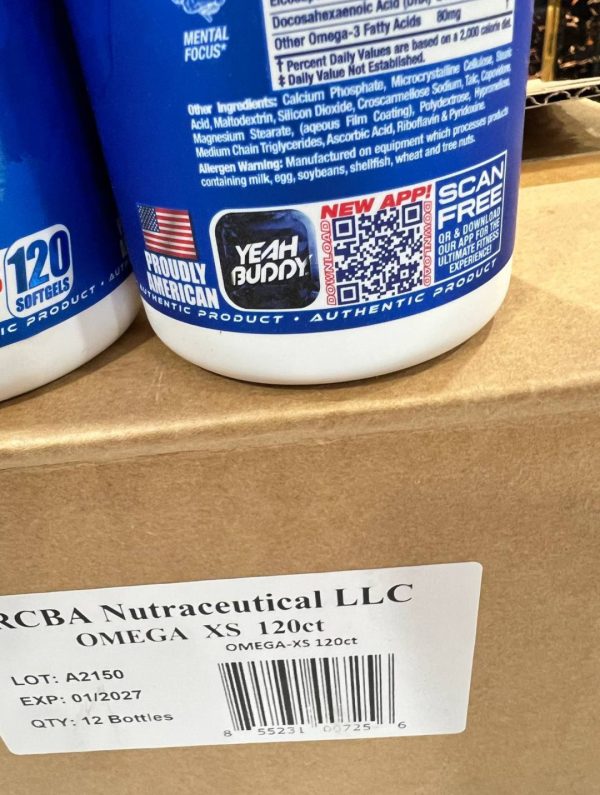 MENTAL
FOCUS*
Docosahexaenoic Acid (DHA)
Other Omega-3 Fatty Acids 80mg
† Percent Daily Values are based on a 2,000 calorie diet.
‡ Daily Value Not Established.
Other Ingredients: Calcium Phosphate, Microcrystalline Cellulose, Stearic
Acid, Maltodextrin, Silicon Dioxide, Croscarmellose Sodium, Talc, Copovidone,
Magnesium Stearate, (aqueous Film Coating), Polydextrose, Hypromellose,
Medium Chain Triglycerides, Ascorbic Acid, Riboflavin & Pyridoxine.
Allergen Warning: Manufactured on equipment which processes products
containing milk, egg, soybeans, shellfish, wheat and tree nuts.
PROUDLY
AMERICAN
YEAH
BUDDY
NEW APP!
DOWNLOAD
DOWNLOAD
SCAN
FREE
QR & DOWNLOAD
OUR APP FOR THE
ULTIMATE FITNESS
EXPERIENCE!
AUTHENTIC PRODUCT • AUTHENTIC PRODUCT
120
SOFTGELS
IC PRODUCT • AUT
RCBA Nutraceutical LLC
OMEGA XS 120ct
OMEGA-XS 120ct
LOT: A2150
EXP: 01/2027
QTY: 12 Bottles
8 55231 00725 6